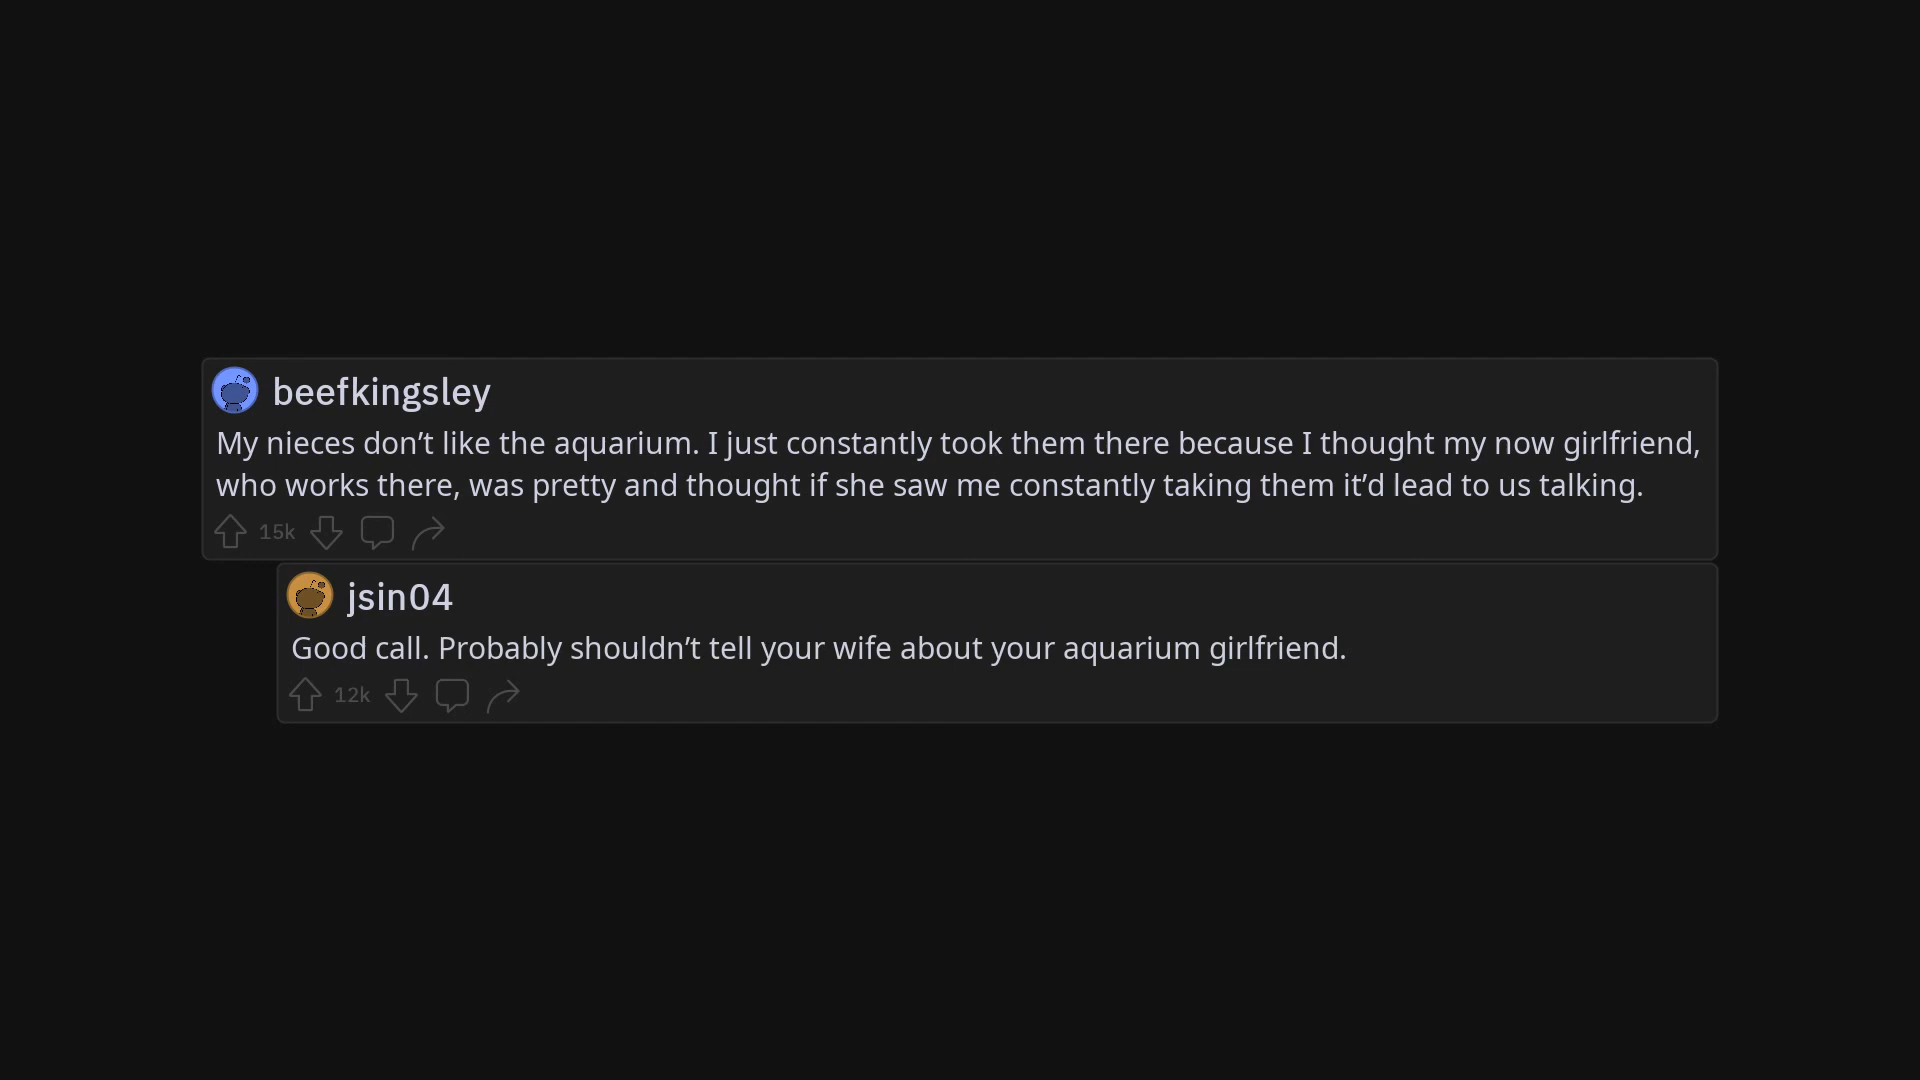 beefkingsley
My nieces don’t like the aquarium. I just constantly took them there because I thought my now girlfriend,
who works there, was pretty and thought if she saw me constantly taking them it’d lead to us talking.
15k
jsin04
Good call. Probably shouldn’t tell your wife about your aquarium girlfriend.
12k